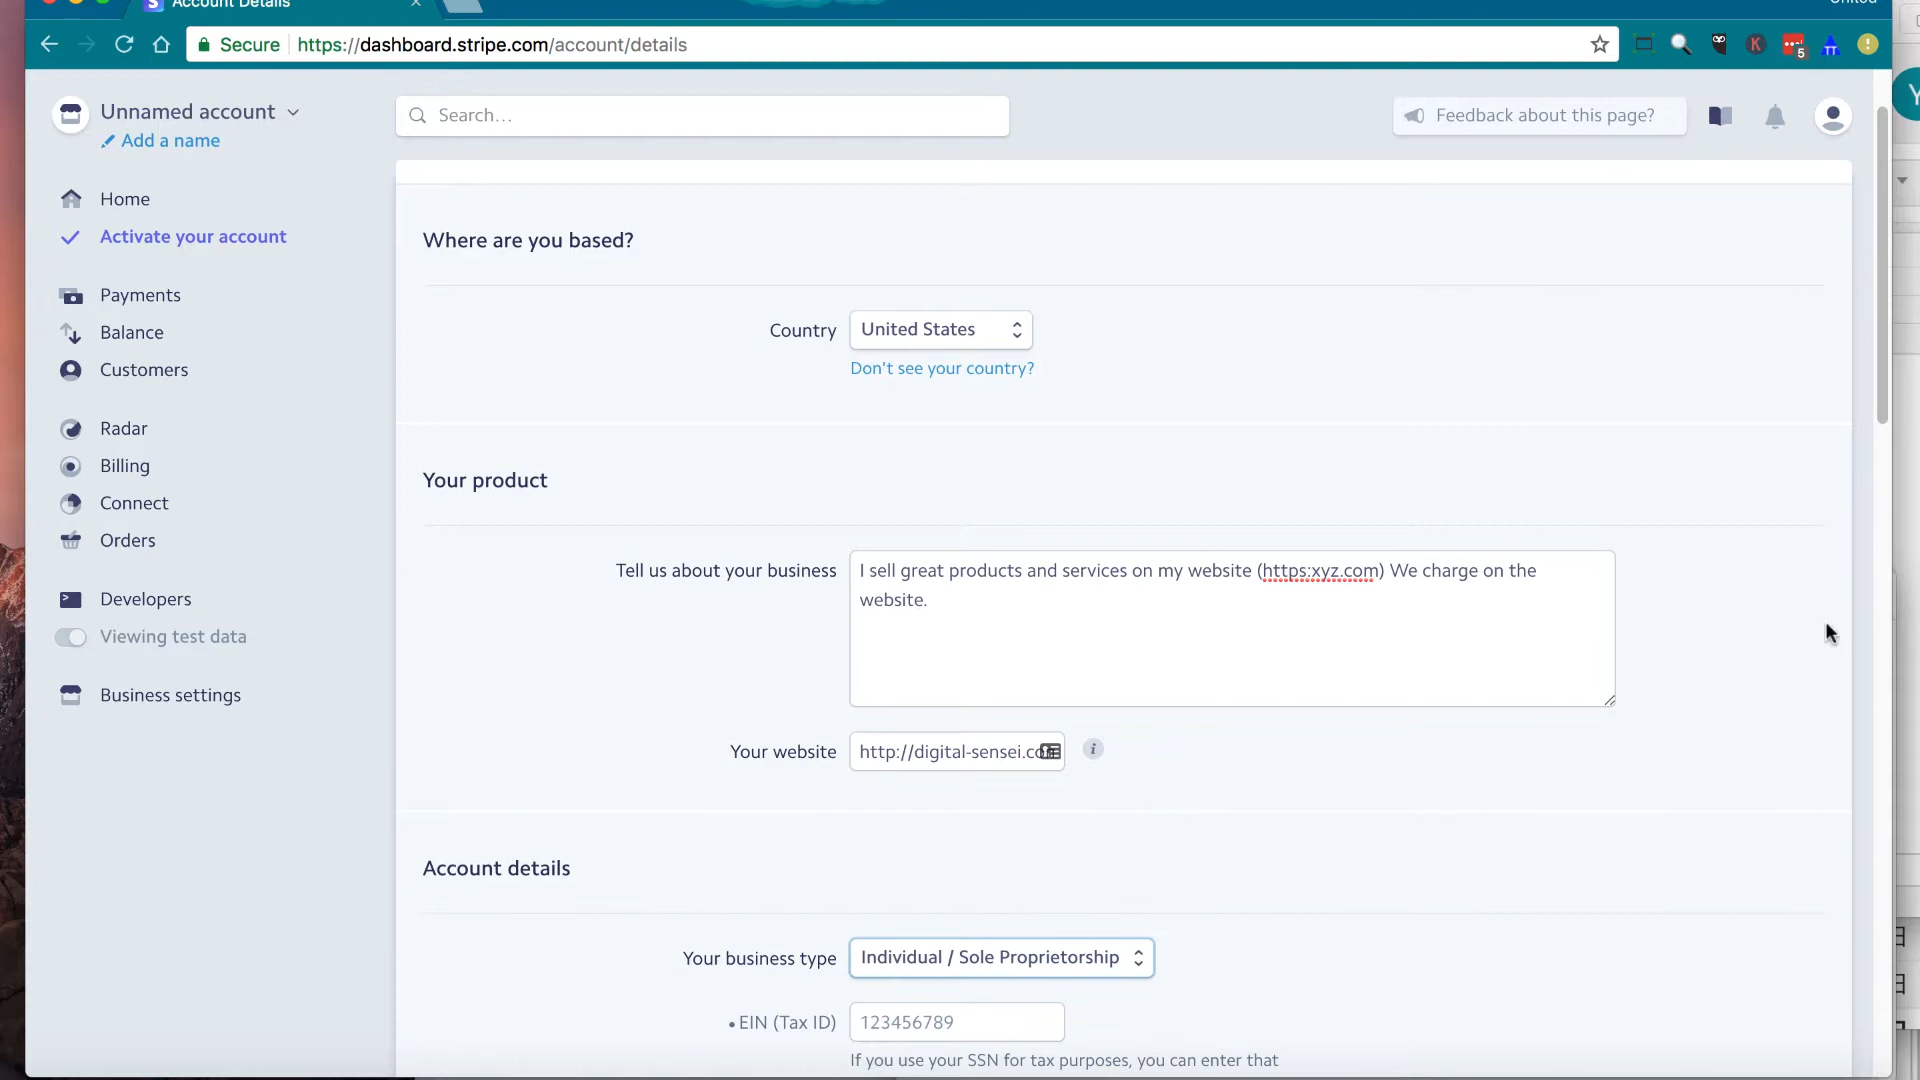 Account Details
United
Secure https://dashboard.stripe.com/account/details
K 5
Unnamed account
Add a name
Search...
Feedback about this page?
Home
Activate your account
Payments
Balance
Customers
Radar
Billing
Connect
Orders
Developers
Viewing test data
Business settings
Where are you based?
Country United States
Don't see your country?
Your product
Tell us about your business I sell great products and services on my website (https:xyz.com) We charge on the
website.
Your website http://digital-sensei.com
Account details
Your business type Individual / Sole Proprietorship
• EIN (Tax ID) 123456789
If you use your SSN for tax purposes, you can enter that